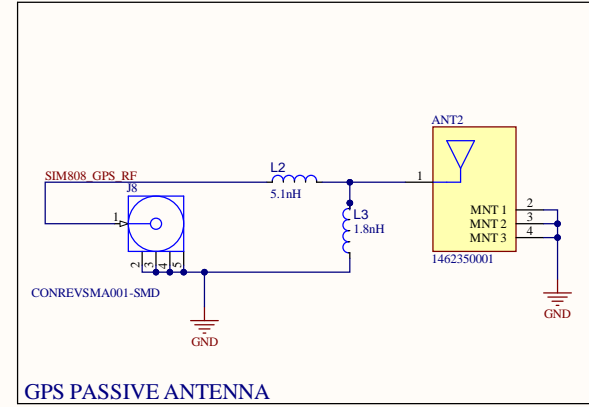 ANT2
L2
SIM808_GPS_RF
1
J8
5.1nH
L3
1.8nH
1
MNT 1
2
MNT 2
3
MNT 3
4
1462350001
2
3
4
5
CONREVSMA001-SMD
GND
GND
GPS PASSIVE ANTENNA